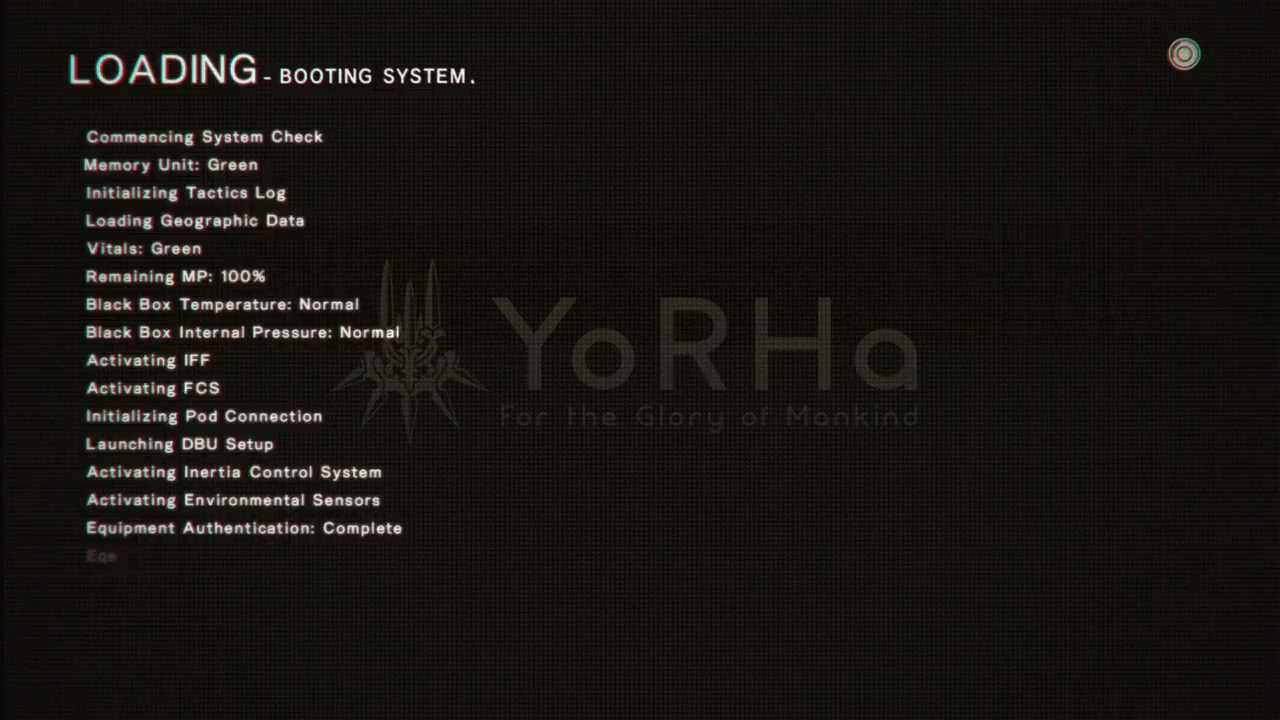 LOADING - BOOTING SYSTEM.
Commencing System Check
Memory Unit: Green
Initializing Tactics Log
Loading Geographic Data
Vitals: Green
Remaining MP: 100%
Black Box Temperature: Normal
Black Box Internal Pressure: Normal
Activating IFF
Activating FCS
Initializing Pod Connection
Launching DBU Setup
Activating Inertia Control System
Activating Environmental Sensors
Equipment Authentication: Complete
YoRHa
For the Glory of Mankind